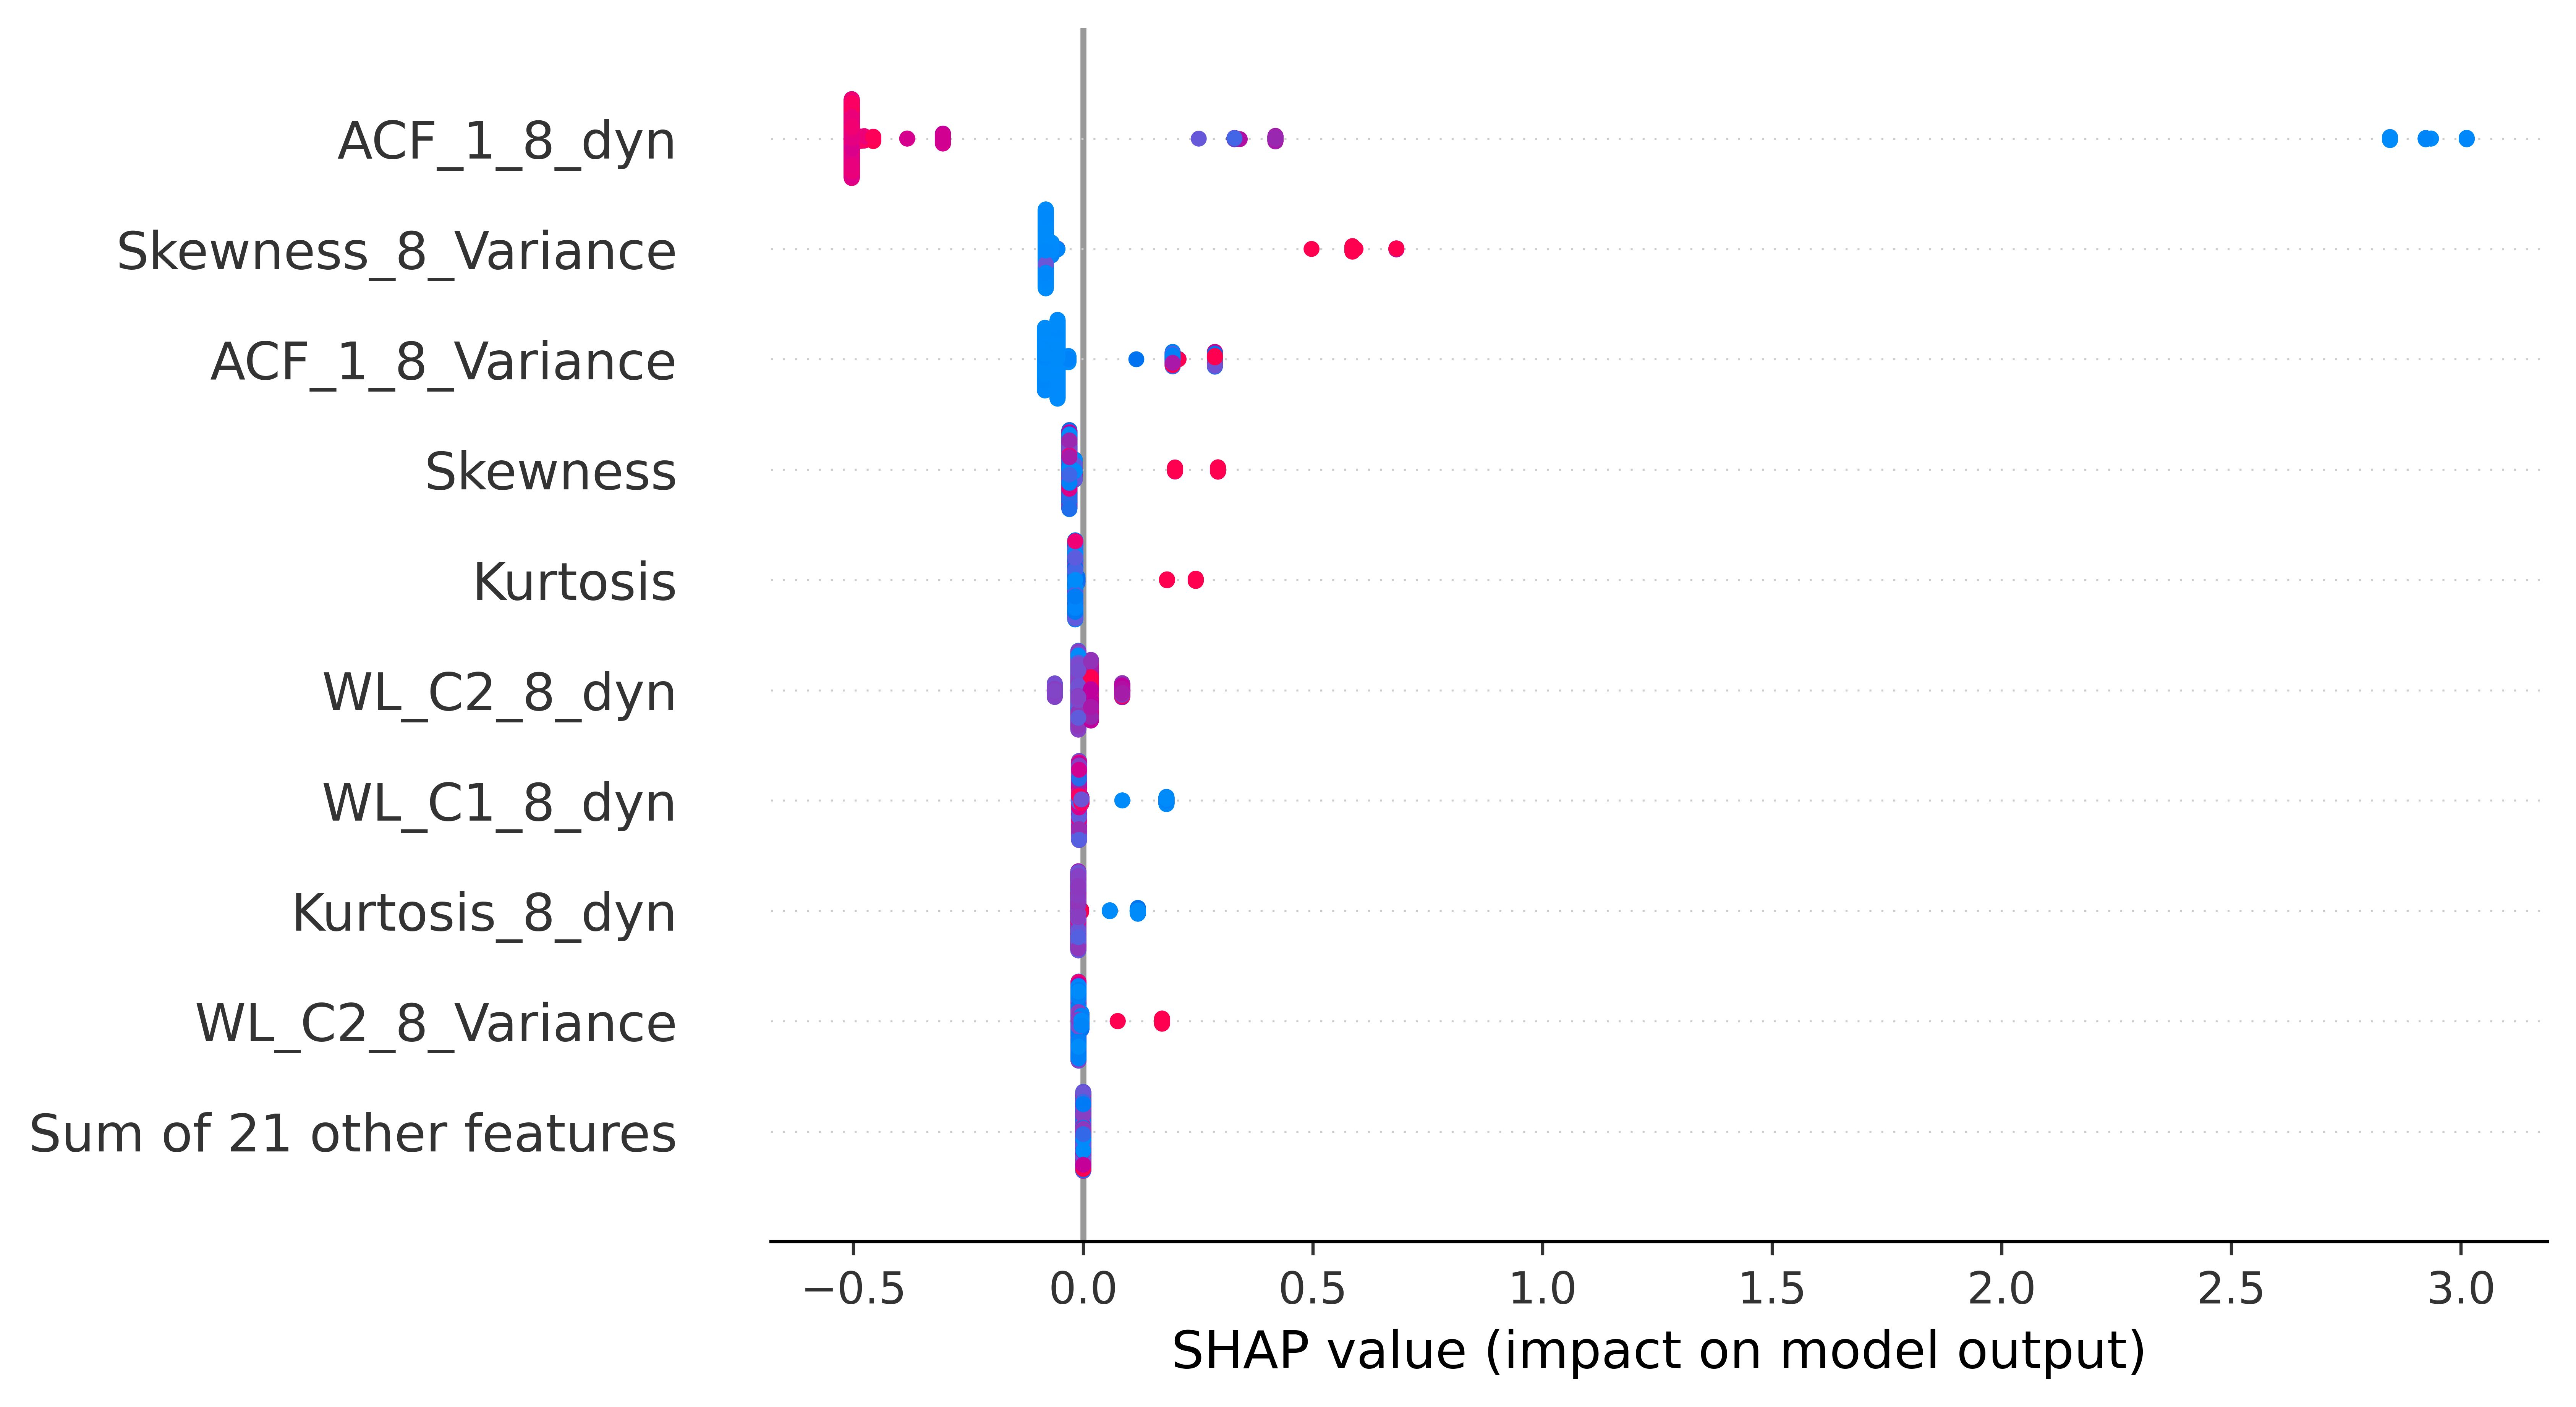 ACF_1_8_dyn
Skewness_8_Variance
ACF_1_8_Variance
Skewness
Kurtosis
WL_C2_8_dyn
WL_C1_8_dyn
Kurtosis_8_dyn
WL_C2_8_Variance
Sum of 21 other features
−0.5 0.0 0.5 1.0 1.5 2.0 2.5 3.0
SHAP value (impact on model output)